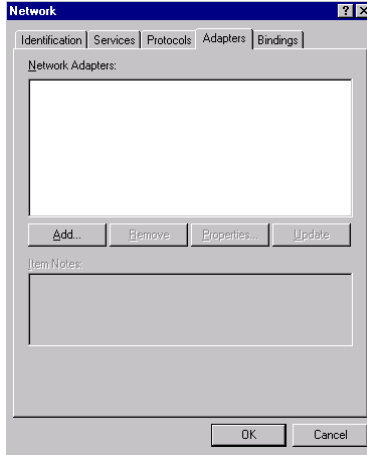 Network
Identification Services Protocols Adapters Bindings
Network Adapters:
Add... Remove Properties... Update
Item Notes:
OK Cancel